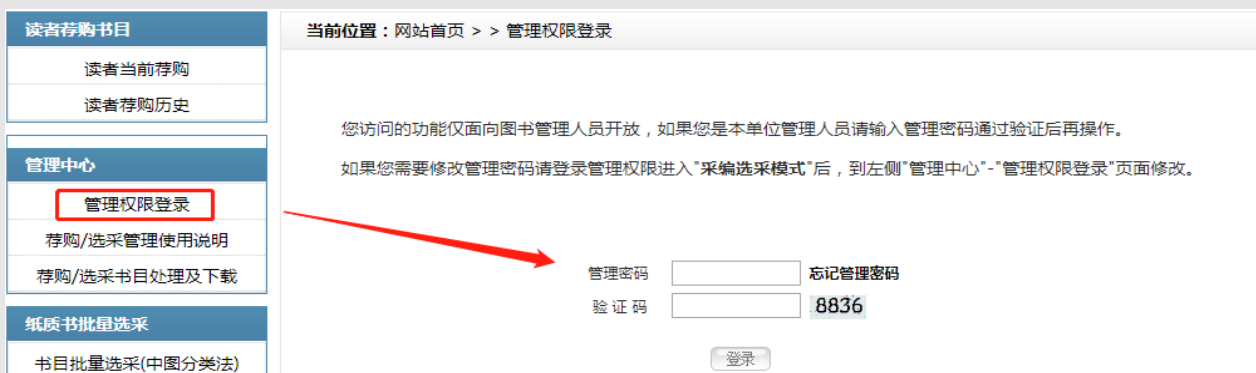 读者荐购书目
读者当前荐购
读者荐购历史
管理中心
管理权限登录
荐购/选采管理使用说明
荐购/选采书目处理及下载
纸质书批量选采
书目批量选采(中图分类法)
当前位置：网站首页 > > 管理权限登录
您访问的功能仅面向图书管理人员开放，如果您是本单位管理人员请输入管理密码通过验证后再操作。
如果您需要修改管理密码请登录管理权限进入"采编选采模式"后，到左侧"管理中心"-"管理权限登录"页面修改。
管理密码 忘记管理密码
验 证 码 8836
登录